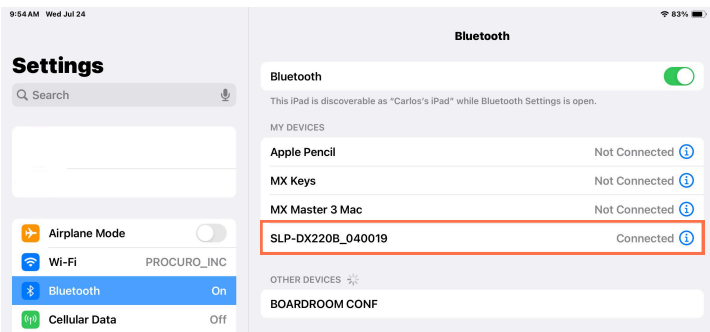 9:54 AM Wed Jul 24
83%
Settings
Search
Airplane Mode
Wi-Fi PROCURO_INC
Bluetooth On
Cellular Data Off
Bluetooth
Bluetooth
This iPad is discoverable as "Carlos's iPad" while Bluetooth Settings is open.
MY DEVICES
Apple Pencil Not Connected
MX Keys Not Connected
MX Master 3 Mac Not Connected
SLP-DX220B_040019 Connected
OTHER DEVICES
BOARDROOM CONF